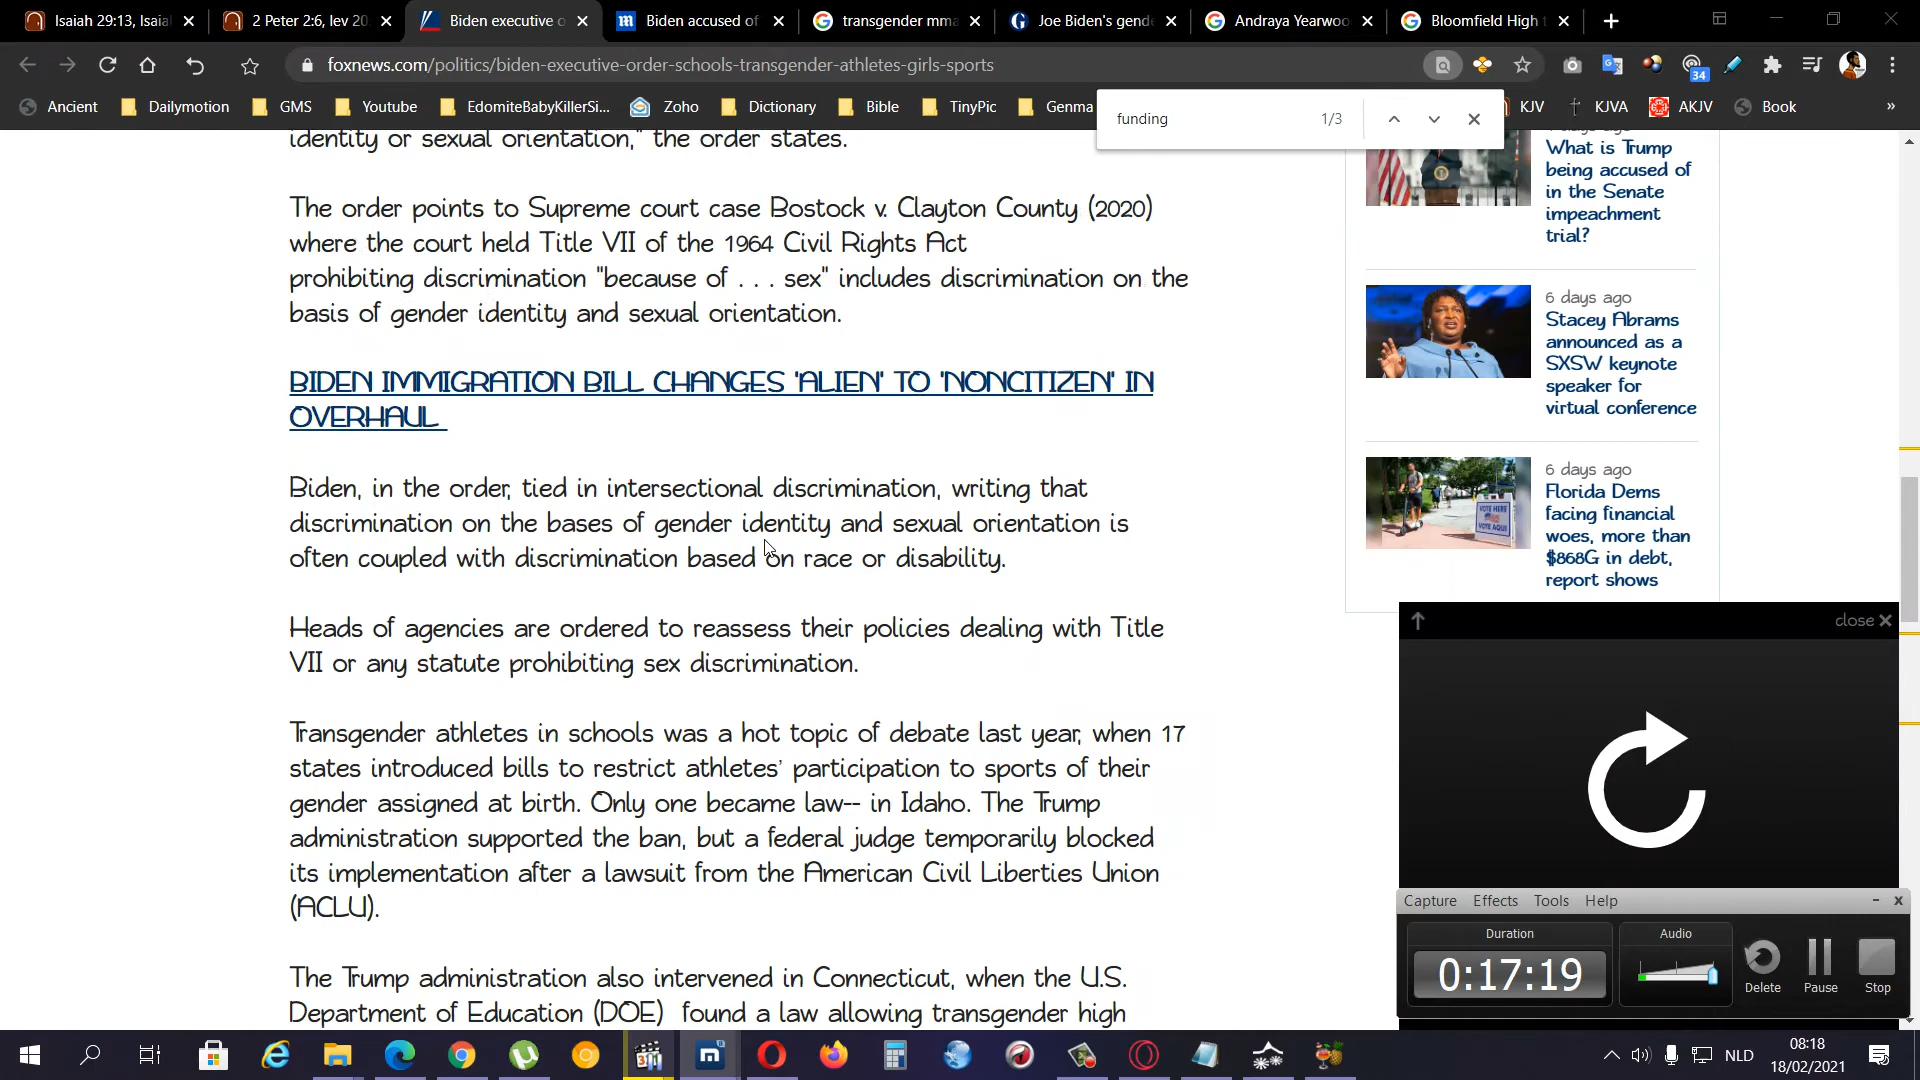 Isaiah 29:13, Isaia
2 Peter 2:6, lev 20
Biden executive o
Biden accused of
transgender mma
Joe Biden's gende
Andraya Yearwoo
Bloomfield High t
foxnews.com/politics/biden-executive-order-schools-transgender-athletes-girls-sports
34
Ancient
Dailymotion
GMS
Youtube
EdomiteBabyKillerSi...
Zoho
Dictionary
Bible
TinyPic
Genma
KJV
KJVA
AKJV
Book
»
funding 1/3
identity or sexual orientation," the order states.
The order points to Supreme court case Bostock v. Clayton County (2020)
where the court held Title VII of the 1964 Civil Rights Act
prohibiting discrimination "because of . . . sex" includes discrimination on the
basis of gender identity and sexual orientation.
BIDEN IMMIGRATION BILL CHANGES 'ALIEN' TO 'NONCITIZEN' IN
OVERHAUL
Biden, in the order, tied in intersectional discrimination, writing that
discrimination on the bases of gender identity and sexual orientation is
often coupled with discrimination based on race or disability.
Heads of agencies are ordered to reassess their policies dealing with Title
VII or any statute prohibiting sex discrimination.
Transgender athletes in schools was a hot topic of debate last year, when 17
states introduced bills to restrict athletes' participation to sports of their
gender assigned at birth. Only one became law-- in Idaho. The Trump
administration supported the ban, but a federal judge temporarily blocked
its implementation after a lawsuit from the American Civil Liberties Union
(ACLU).
The Trump administration also intervened in Connecticut, when the U.S.
Department of Education (DOE) found a law allowing transgender high
What is Trump
being accused of
in the Senate
impeachment
trial?
6 days ago
Stacey Abrams
announced as a
SXSW keynote
speaker for
virtual conference
6 days ago
Florida Dems
facing financial
woes, more than
$868G in debt,
report shows
VOTE HERE
VOTE AQUI
close
Capture Effects Tools Help
Duration
0:17:19
Audio
Delete
Pause
Stop
NLD
08:18
18/02/2021